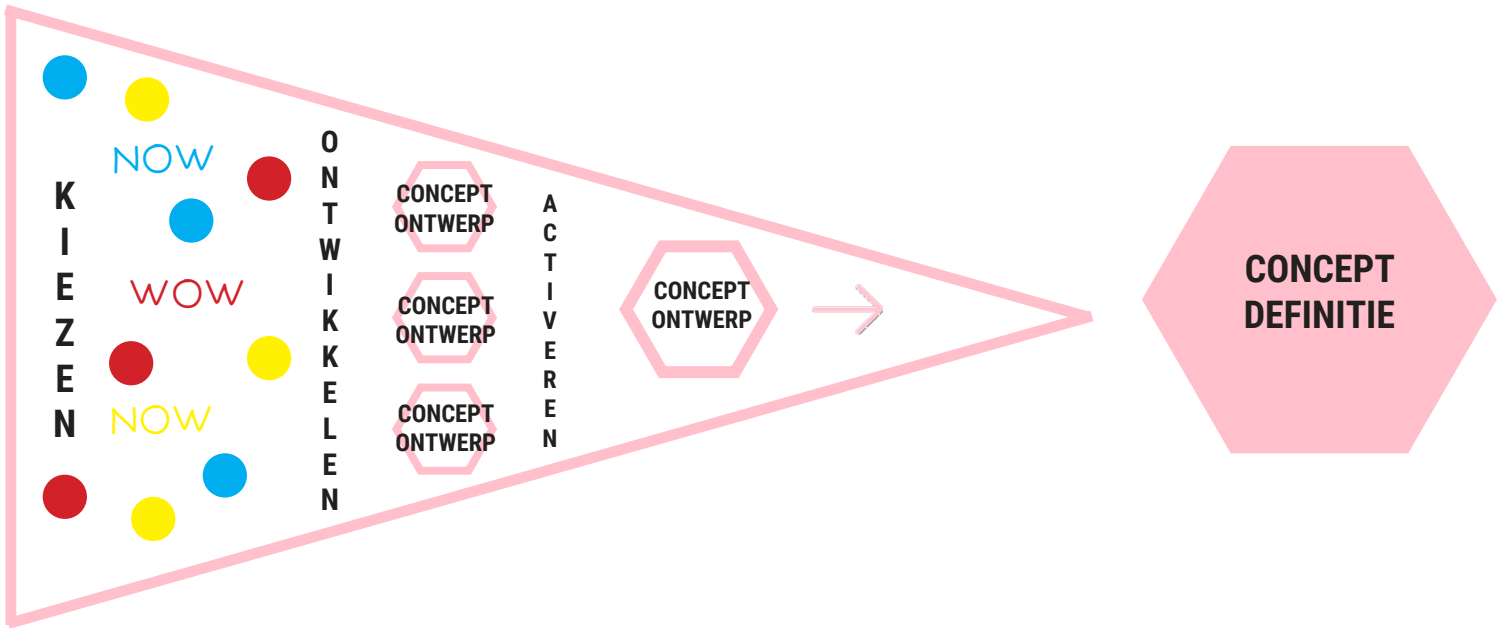 KIEZEN
NOW
WOW
NOW
ONTWIKKELEN
CONCEPT
ONTWERP
CONCEPT
ONTWERP
CONCEPT
ONTWERP
ACTIVEREN
CONCEPT
ONTWERP
CONCEPT
DEFINITIE